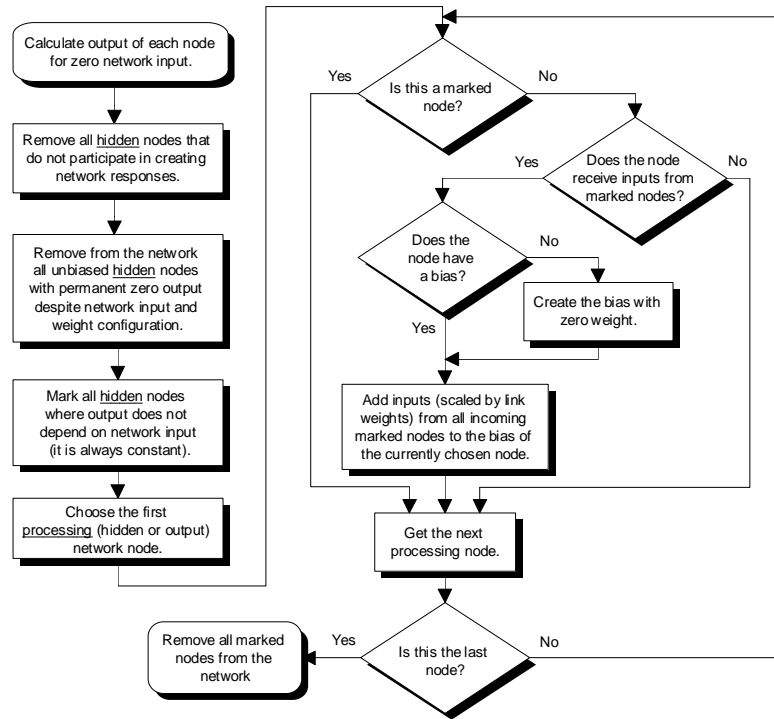 Calculate output of each node
for zero network input.
Remove all hidden nodes that
do not participate in creating
network responses.
Remove from the network
all unbiased hidden nodes
with permanent zero output
despite network input and
weight configuration.
Mark all hidden nodes
where output does not
depend on network input
(it is always constant).
Choose the first
processing (hidden or output)
network node.
Yes
Is this a marked
node?
No
Yes
Does the node
receive inputs from
marked nodes?
No
Does the
node have
a bias?
No
Create the bias with
zero weight.
Yes
Add inputs (scaled by link
weights) from all incoming
marked nodes to the bias of
the currently chosen node.
Get the next
processing node.
Is this the last
node?
No
Yes
Remove all marked
nodes from the
network